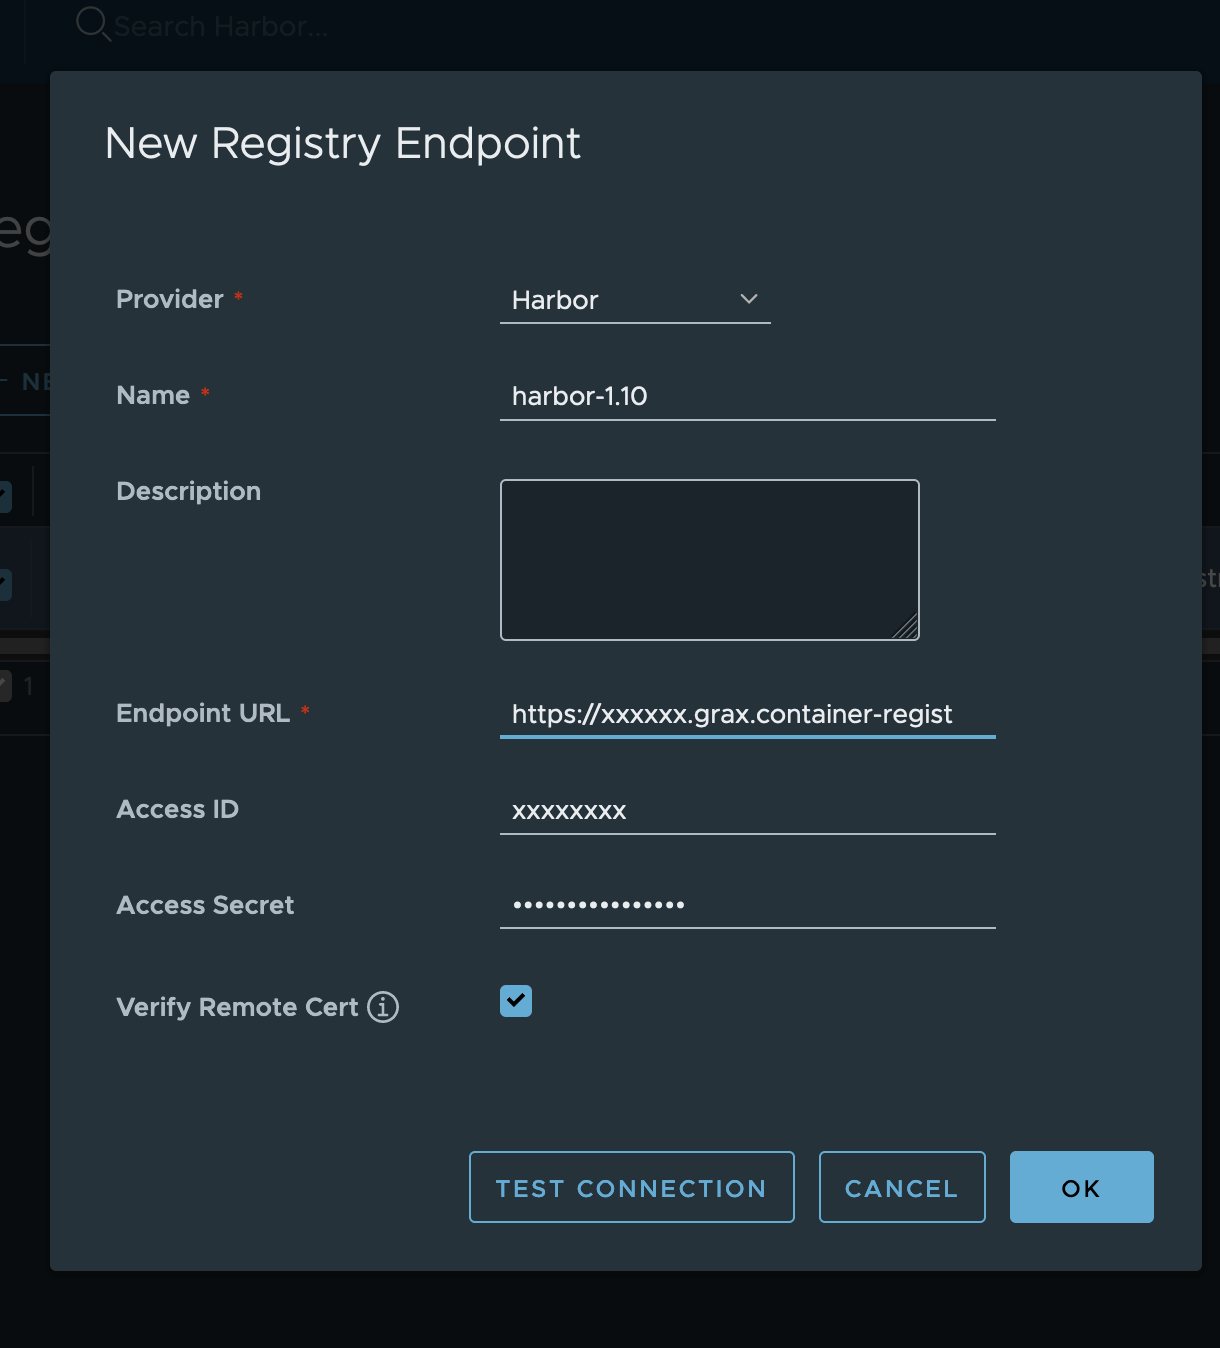 Search Harbor...
New Registry Endpoint
Provider *
Harbor
Name *
harbor-1.10
Description
Endpoint URL *
https://xxxxxx.grax.container-regist
Access ID
xxxxxxxx
Access Secret
••••••••••••••••
Verify Remote Cert
1
TEST CONNECTION
CANCEL
OK